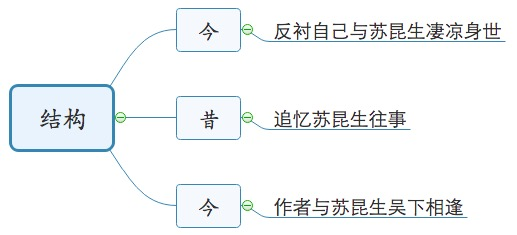 结构
今
反衬自己与苏昆生凄凉身世
昔
追忆苏昆生往事
今
作者与苏昆生吴下相逢